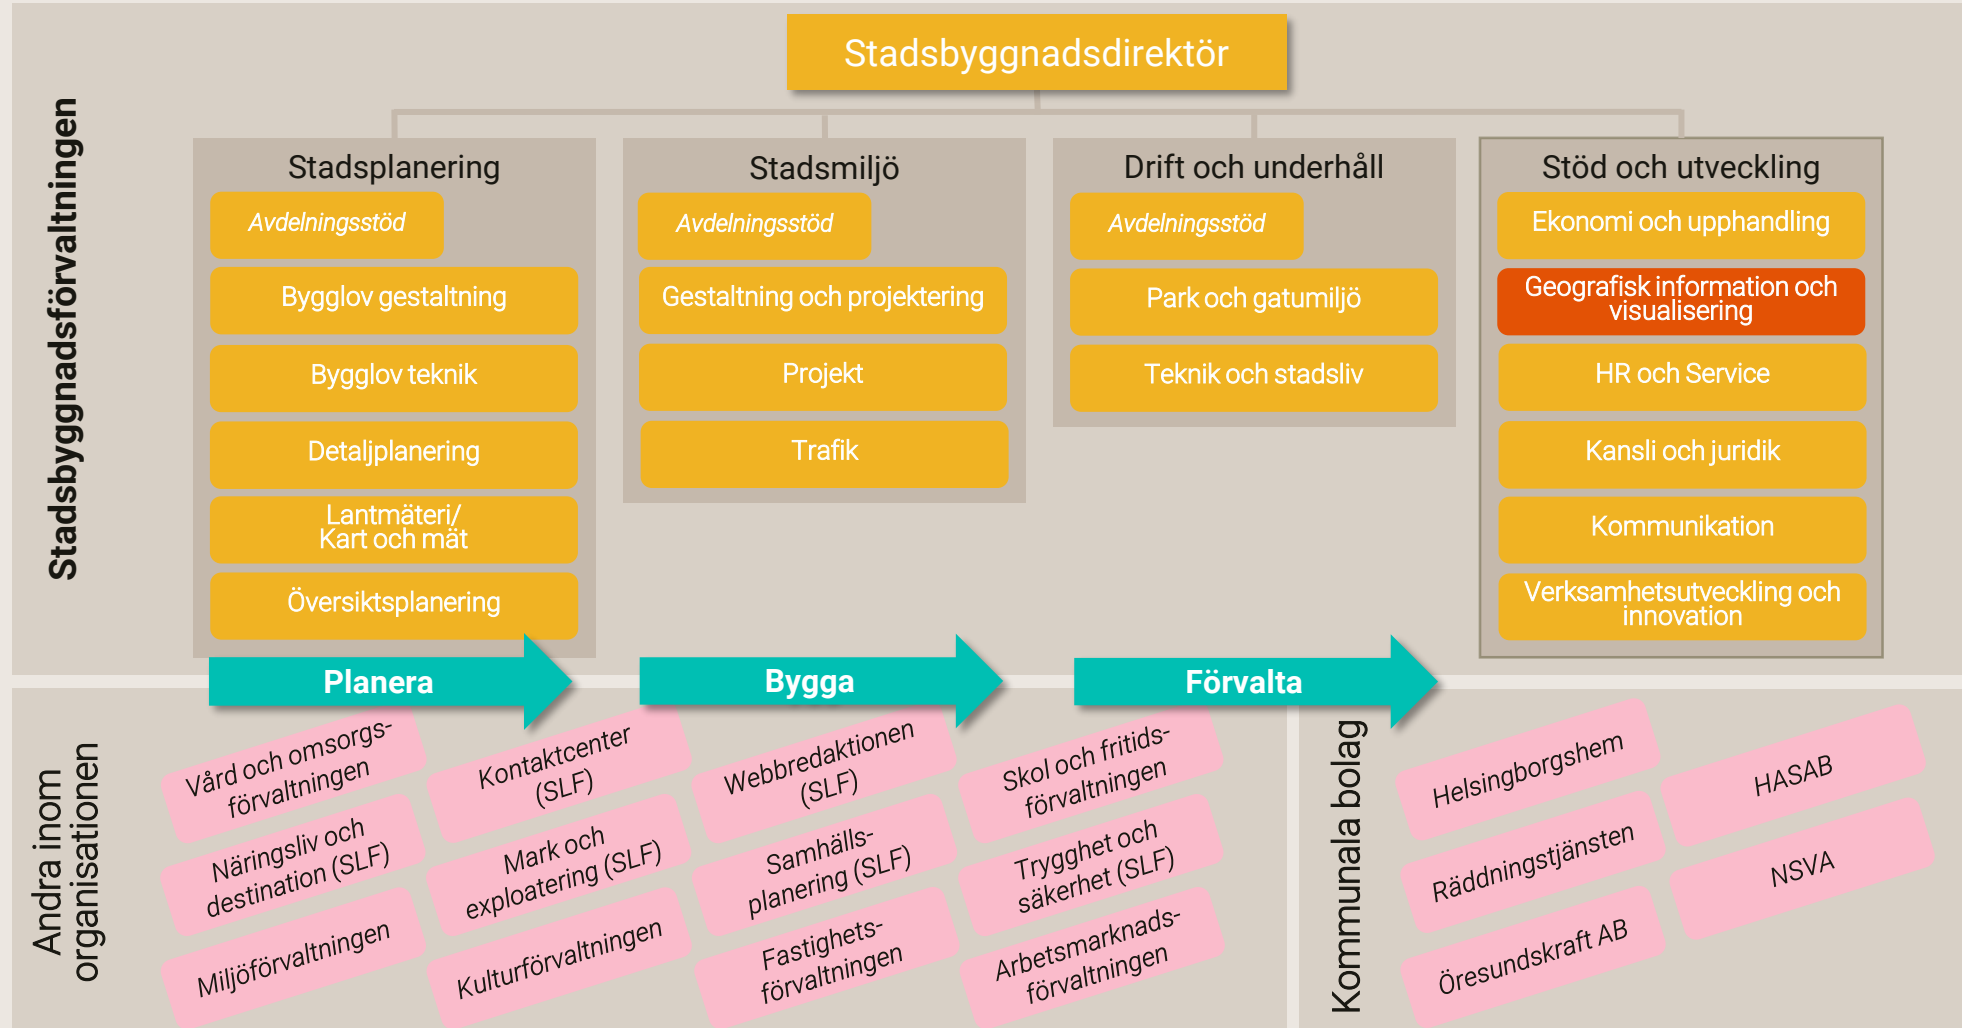 Stadsbyggnadsförvaltningen
Stadsbyggnadsdirektör
Stadsplanering
Avdelningsstöd
Bygglov gestaltning
Bygglov teknik
Detaljplanering
Lantmäteri/
Kart och mät
Översiktsplanering
Stadsmiljö
Avdelningsstöd
Gestaltning och projektering
Projekt
Trafik
Drift och underhåll
Avdelningsstöd
Park och gatumiljö
Teknik och stadsliv
Stöd och utveckling
Ekonomi och upphandling
Geografisk information och
visualisering
HR och Service
Kansli och juridik
Kommunikation
Verksamhetsutveckling och
innovation
Planera
Bygga
Förvalta
Andra inom
organisationen
Vård och omsorgs-
förvaltningen
Näringsliv och
destination (SLF)
Miljöförvaltningen
Kontaktcenter
(SLF)
Mark och
exploatering (SLF)
Kulturförvaltningen
Webbredaktionen
(SLF)
Samhälls-
planering (SLF)
Fastighets-
förvaltningen
Skol och fritids-
förvaltningen
Trygghet och
säkerhet (SLF)
Arbetsmarknads-
förvaltningen
Kommunala bolag
Helsingborgshem
Räddningstjänsten
Öresundskraft AB
HASAB
NSVA